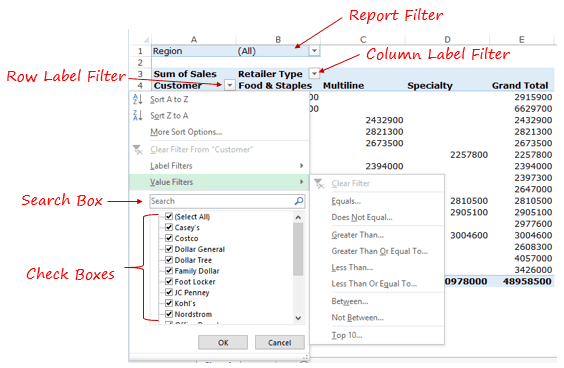 Report Filter
Column Label Filter
Row Label Filter
Search Box
Check Boxes
A B C D E
1 Region (All)
2
3 Sum of Sales Retailer Type
4 Customer Food & Staples Multiline Specialty Grand Total
2915900
6629700
2432900 2432900
2821300 2821300
2673500 2673500
2257800 2257800
2394000 2394000
2397300
2647000
2810500 2810500
2905100 2905100
2977600
3004600 3004600
2608300
4057000
3426000
0978000 48958500
Sort A to Z
Sort Z to A
More Sort Options...
Clear Filter From "Customer"
Label Filters
Value Filters
Search
(Select All)
Casey's
Costco
Dollar General
Dollar Tree
Family Dollar
Foot Locker
JC Penney
Kohl's
Nordstrom
OK Cancel
Clear Filter
Equals...
Does Not Equal...
Greater Than...
Greater Than Or Equal To...
Less Than...
Less Than Or Equal To...
Between...
Not Between...
Top 10...